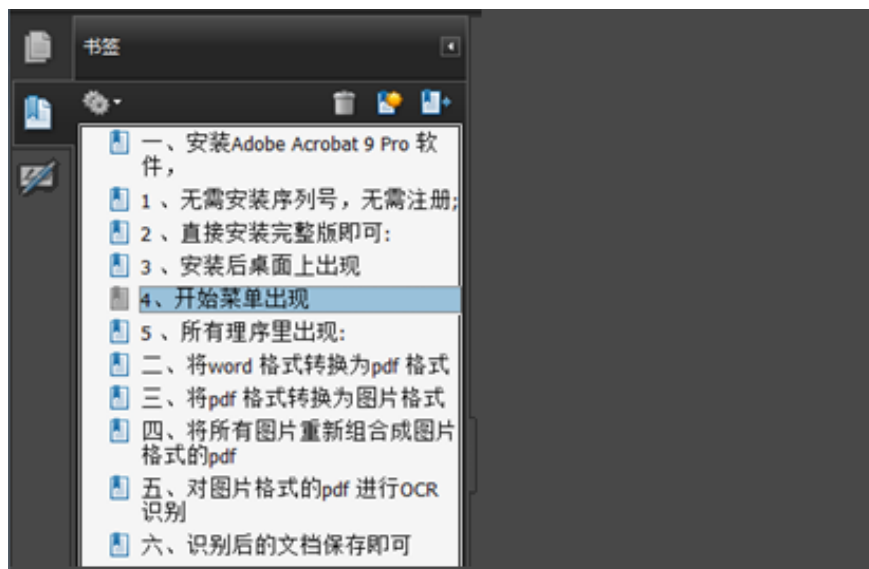 书签
一、安装Adobe Acrobat 9 Pro 软
件，
1、无需安装序列号，无需注册;
2、直接安装完整版即可:
3、安装后桌面上出现
4、开始菜单出现
5、所有理序里出现:
二、将word 格式转换为pdf 格式
三、将pdf 格式转换为图片格式
四、将所有图片重新组合成图片
格式的pdf
五、对图片格式的pdf 进行OCR
识别
六、识别后的文档保存即可